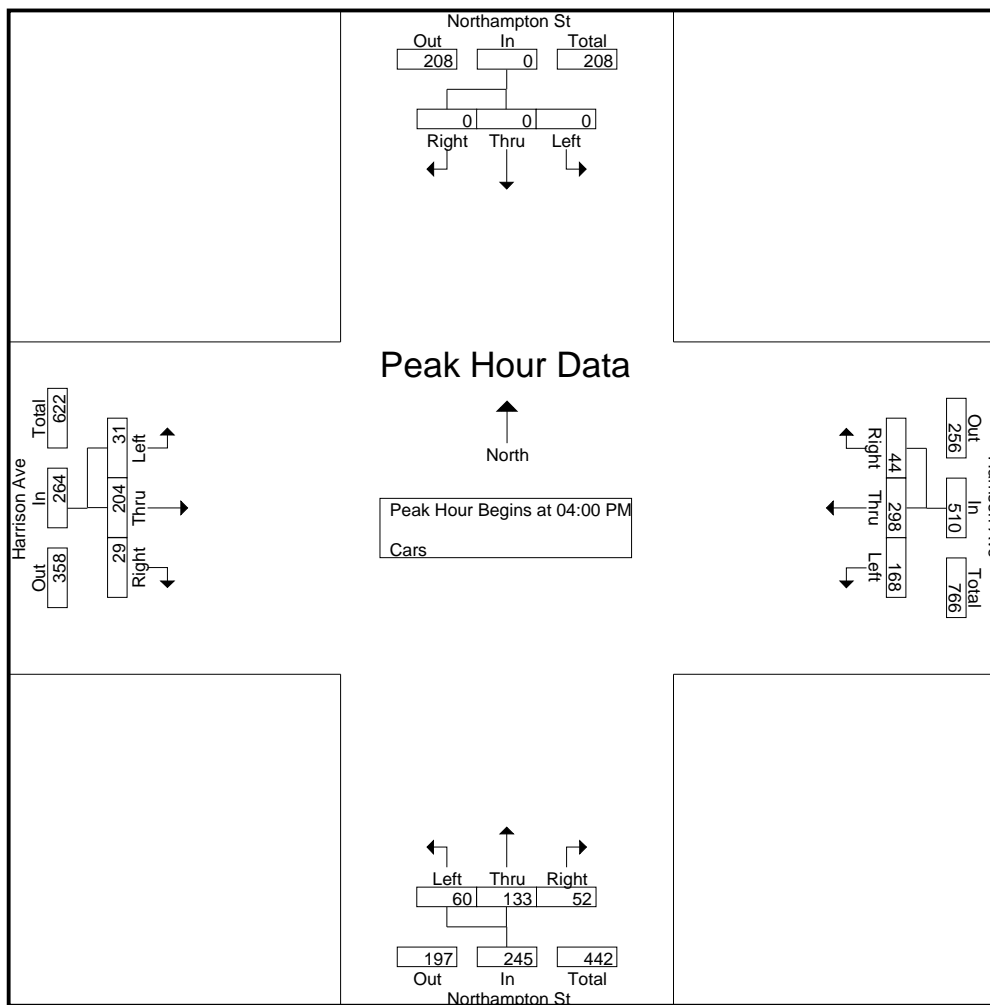 Northampton St
Out In Total
208 0 208
0 0 0
Right Thru Left
Peak Hour Data
North
Peak Hour Begins at 04:00 PM
Cars
Harrison Ave
Total In Out
622 264 358
31 204 29
Left Thru Right
Right Thru Left
44 298 168
256 510 766
Out In Total
Left Thru Right
60 133 52
197 245 442
Out In Total
Northampton St